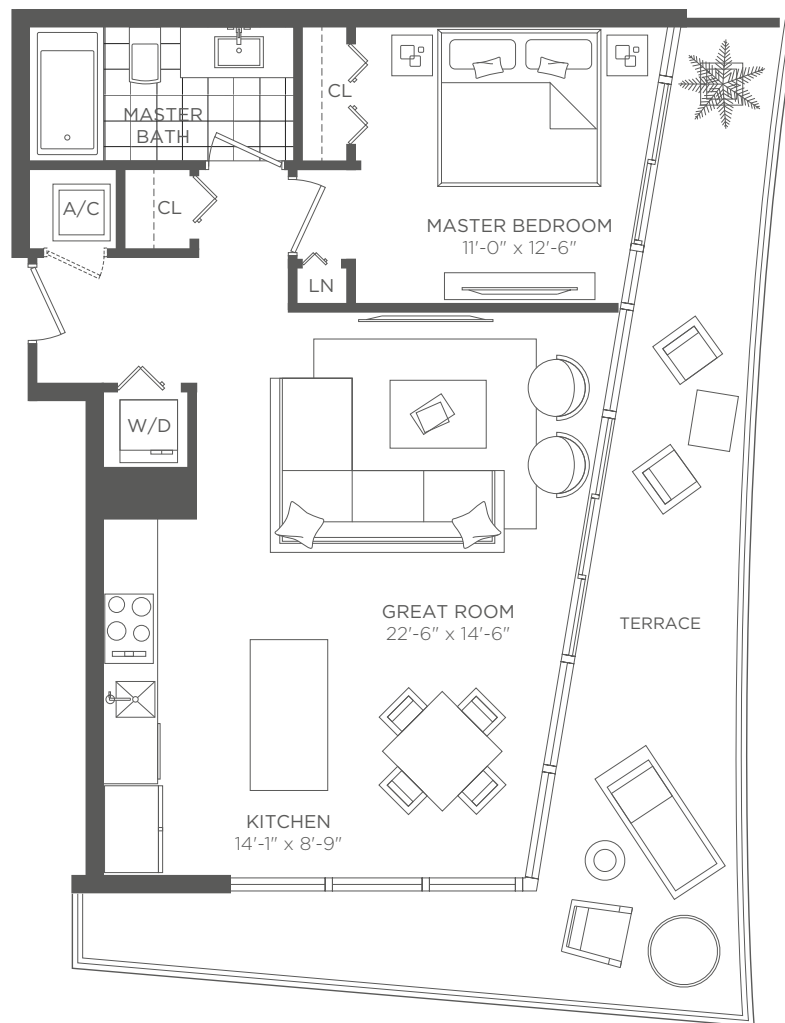 CL
MASTER
BATH
A/C
CL
MASTER BEDROOM
11'-0" x 12'-6"
LN
W/D
GREAT ROOM
22'-6" x 14'-6"
TERRACE
KITCHEN
14'-1" x 8'-9"